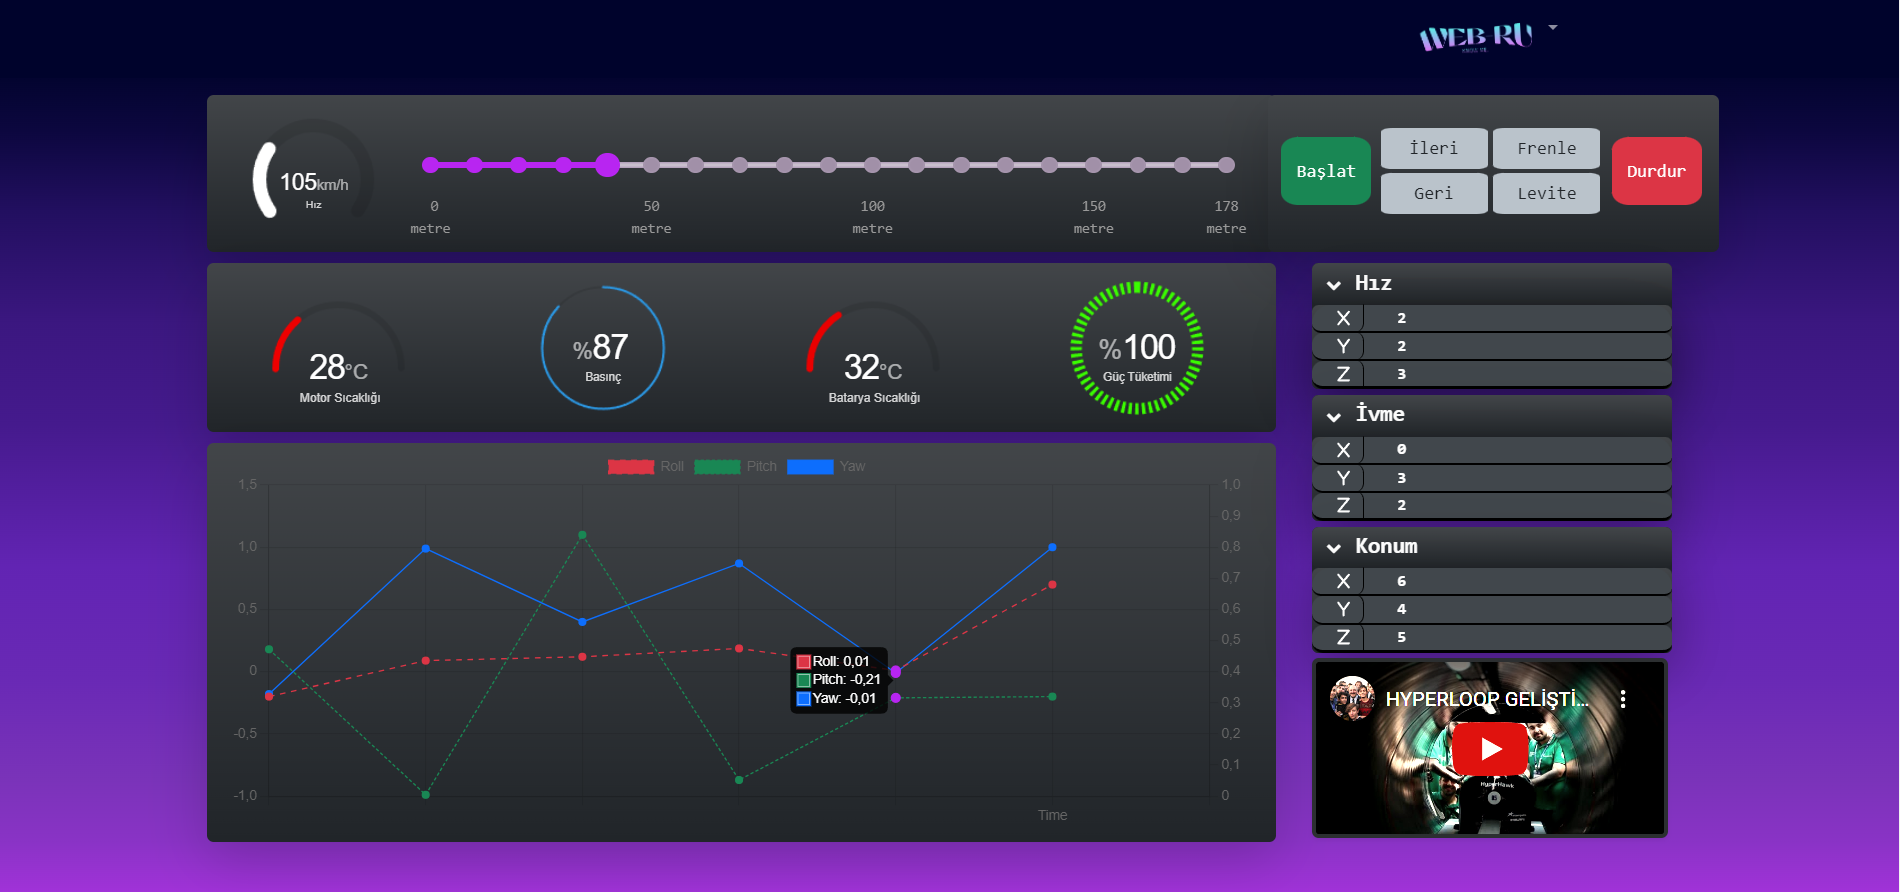 WEB-RU
105km/h
Hız
0
metre
50
metre
100
metre
150
metre
178
metre
Başlat
İleri
Frenle
Geri
Levite
Durdur
28°C
Motor Sıcaklığı
%87
Basınç
32°C
Batarya Sıcaklığı
%100
Güç Tüketimi
Hız
X 2
Y 2
Z 3
İvme
X 0
Y 3
Z 2
Konum
X 6
Y 4
Z 5
Roll Pitch Yaw
1,5
1,0
0,5
0
-0,5
-1,0
1,0
0,9
0,8
0,7
0,6
0,5
0,4
0,3
0,2
0,1
0
Roll: 0,01
Pitch: -0,21
Yaw: -0,01
Time
HYPERLOOP GELİŞTİ...
HyperHawk